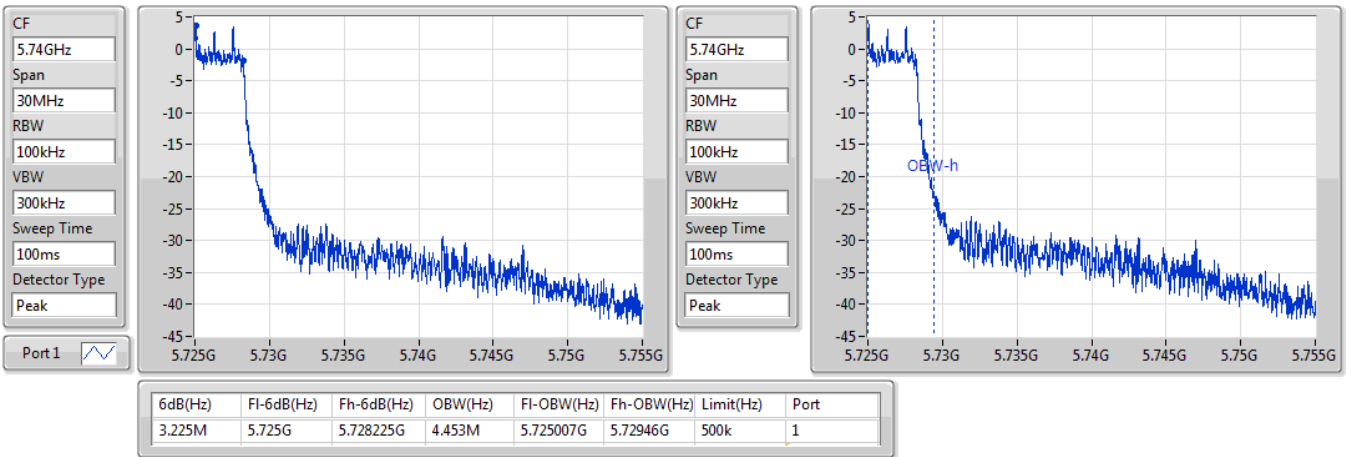 CF
5.74GHz
Span
30MHz
RBW
100kHz
VBW
300kHz
Sweep Time
100ms
Detector Type
Peak
Port 1
5
0
-5
-10
-15
-20
-25
-30
-35
-40
-45
5.725G 5.73G 5.735G 5.74G 5.745G 5.75G 5.755G
CF
5.74GHz
Span
30MHz
RBW
100kHz
VBW
300kHz
Sweep Time
100ms
Detector Type
Peak
5
0
-5
-10
-15
-20
-25
-30
-35
-40
-45
OBW-h
5.725G 5.73G 5.735G 5.74G 5.745G 5.75G 5.755G
6dB(Hz) Fl-6dB(Hz) Fh-6dB(Hz) OBW(Hz) Fl-OBW(Hz) Fh-OBW(Hz) Limit(Hz) Port
3.225M 5.725G 5.728225G 4.453M 5.725007G 5.72946G 500k 1